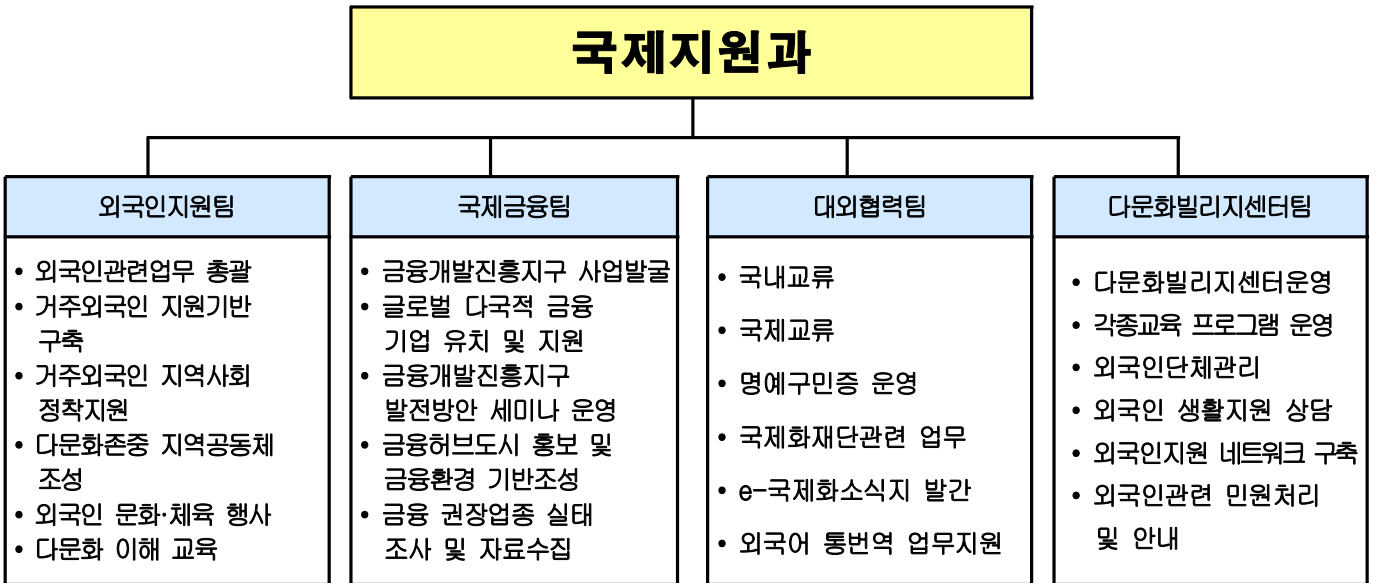 국제지원과
외국인지원팀
• 외국인관련업무 총괄
• 거주외국인 지원기반
구축
• 거주외국인 지역사회
정착지원
• 다문화존중 지역공동체
조성
• 외국인 문화·체육 행사
• 다문화 이해 교육
국제금융팀
• 금융개발진흥지구 사업발굴
• 글로벌 다국적 금융
기업 유치 및 지원
• 금융개발진흥지구
발전방안 세미나 운영
• 금융허브도시 홍보 및
금융환경 기반조성
• 금융 권장업종 실태
조사 및 자료수집
대외협력팀
• 국내교류
• 국제교류
• 명예구민증 운영
• 국제화재단관련 업무
• e-국제화소식지 발간
• 외국어 통번역 업무지원
다문화빌리지센터팀
• 다문화빌리지센터운영
• 각종교육 프로그램 운영
• 외국인단체관리
• 외국인 생활지원 상담
• 외국인지원 네트워크 구축
• 외국인관련 민원처리
및 안내